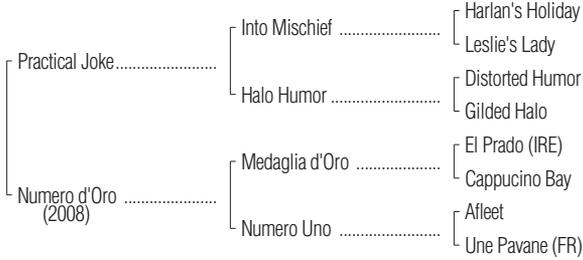 Harlan's Holiday
Into Mischief ........................
Leslie's Lady
Practical Joke........................
Distorted Humor
Halo Humor ..........................
Gilded Halo
El Prado (IRE)
Medaglia d'Oro ....................
Cappucino Bay
Numero d'Oro ......................
(2008)
Afleet
Numero Uno ........................
Une Pavane (FR)